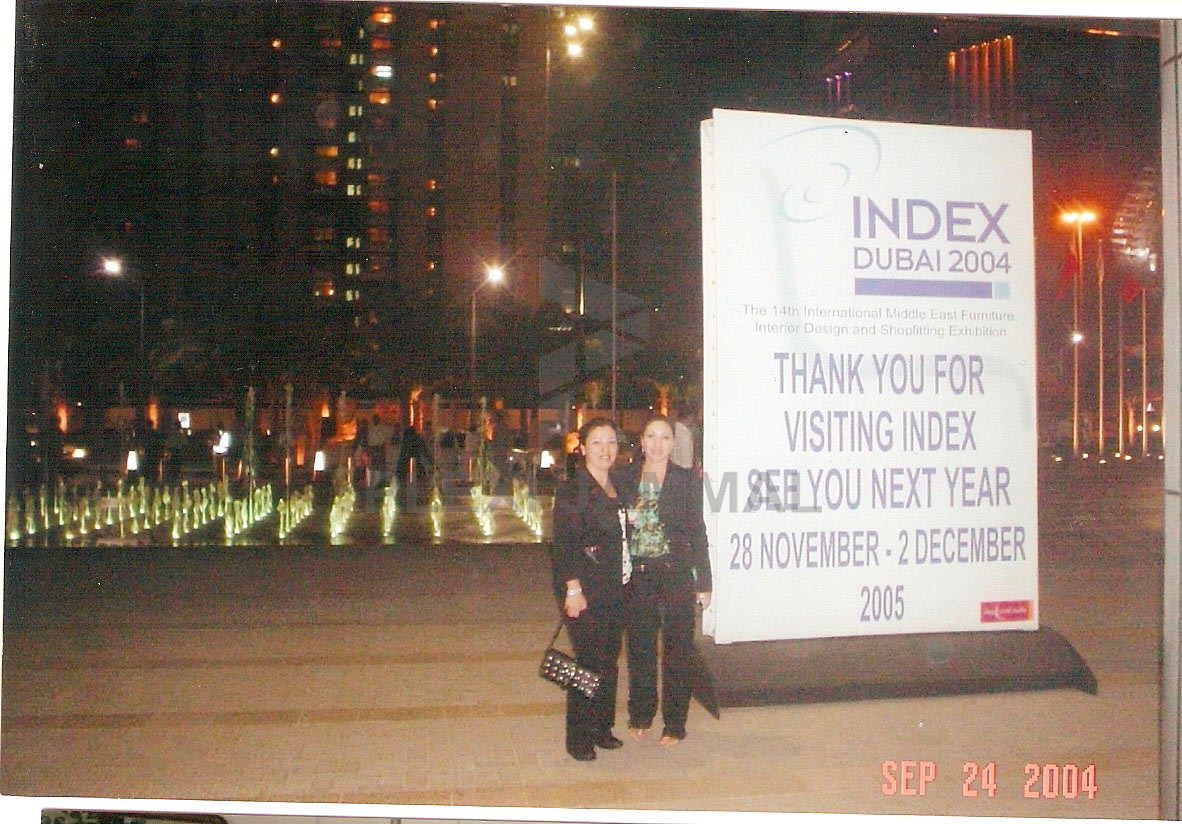 INDEX
DUBAI 2004
The 14th International Middle East Furniture,
Interior Design and Shopfitting Exhibition
THANK YOU FOR
VISITING INDEX
SEE YOU NEXT YEAR
28 NOVEMBER - 2 DECEMBER
2005
SEP 24 2004